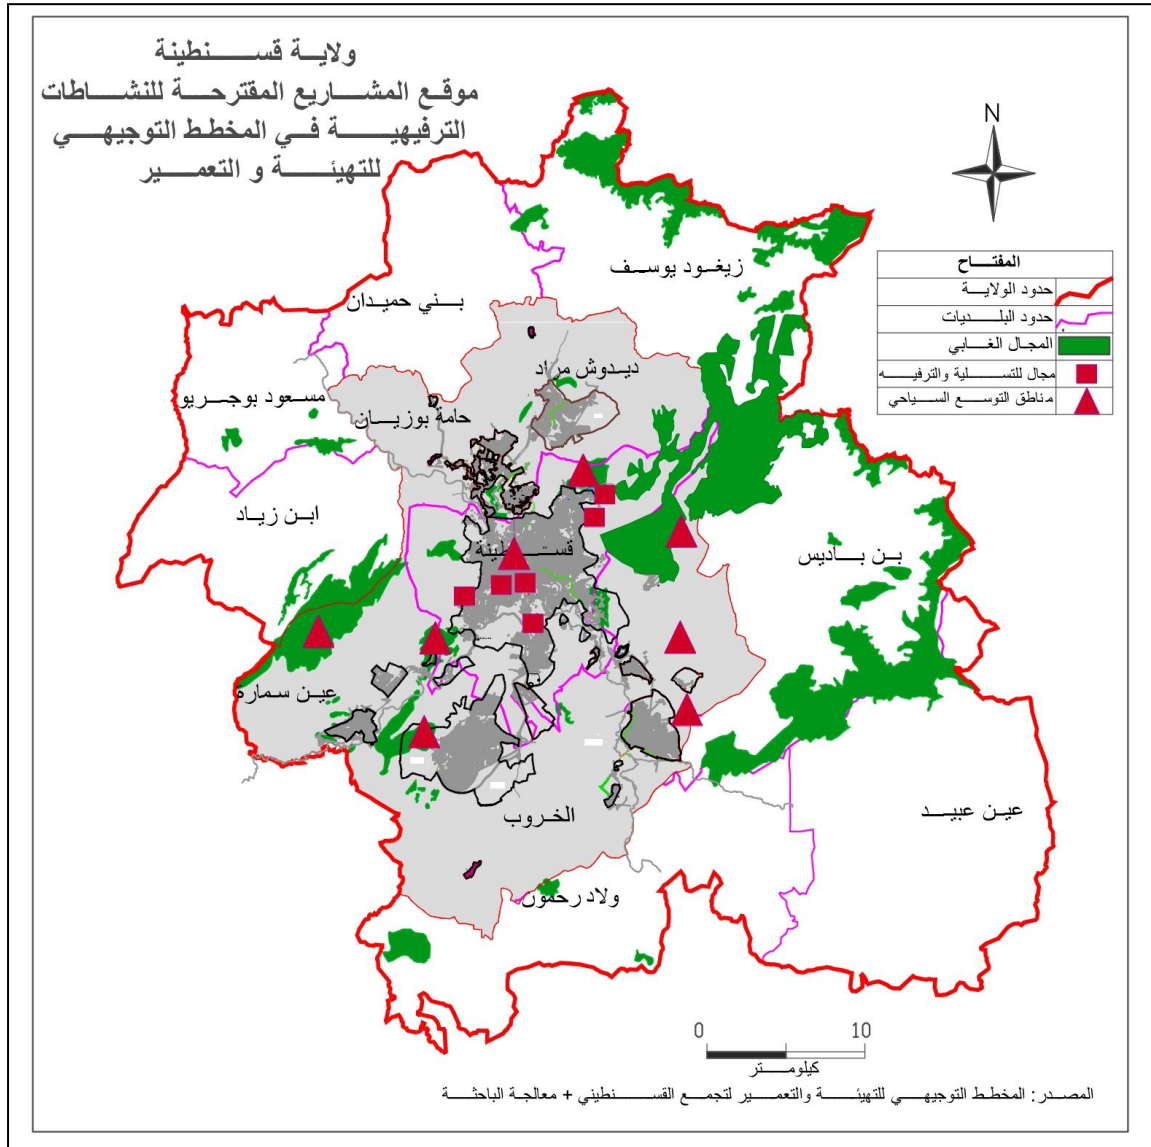 ولاية قسنطينة
موقع المشاريع المقترحة للنشاطات
الترفيهية في المخطط التوجيهي
للتهيئة و التعمير
N
زيغود يوسف
المفتاح
حدود الولاية
حدود البلديات
المجال الغابي
مجال للتسلية والترفيه
مناطق التوسع السياحي
بني حميدان
ديدوش مراد
مسعود بوجريو
حامة بوزيان
ابن زياد
قسنطينة
بن باديس
عين سمارة
الخروب
عين عبيد
ولاد رحمون
0 10
كيلومتر
المصدر: المخطط التوجيهي للتهيئة والتعمير لتجمع القسنطيني + معالجة الباحثة